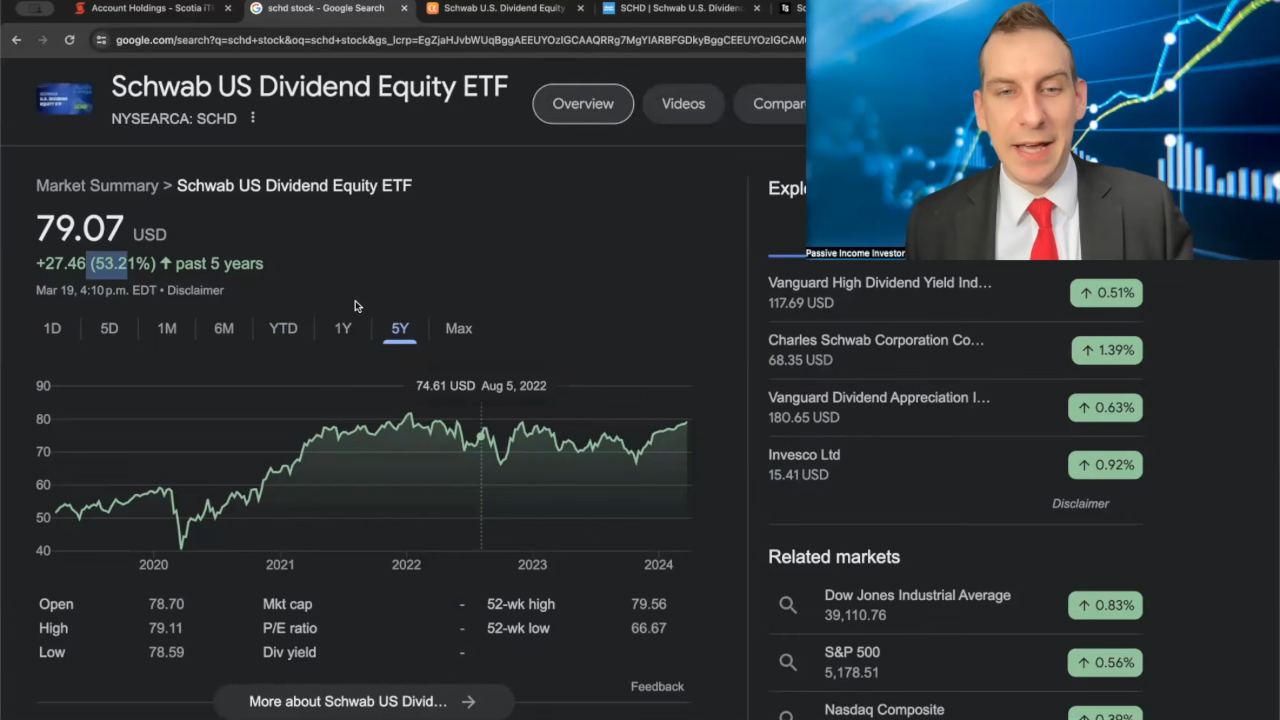 Account Holdings - Scotia iT
schd stock - Google Search
Schwab U.S. Dividend Equity
SCHD | Schwab U.S. Divide
google.com/search?q=schd+stock&oq=schd+stock&gs_lcrp=EgZjaHJvbWUqBggAEEUYOzIGCAAQRRg7MgYIARBFGDkyBggCEEUYOzIGCAM
Schwab US Dividend Equity ETF
NYSEARCA: SCHD
Overview
Videos
Compar
Market Summary > Schwab US Dividend Equity ETF
79.07 USD
+27.46 (53.21%) ↑ past 5 years
Mar 19, 4:10 p.m. EDT • Disclaimer
1D 5D 1M 6M YTD 1Y 5Y Max
74.61 USD Aug 5, 2022
90
80
70
60
50
40
2020 2021 2022 2023 2024
Open 78.70 Mkt cap - 52-wk high 79.56
High 79.11 P/E ratio - 52-wk low 66.67
Low 78.59 Div yield -
Feedback
More about Schwab US Divid... →
Passive Income Investor
Explo
Vanguard High Dividend Yield Ind...
117.69 USD
↑ 0.51%
Charles Schwab Corporation Co...
68.35 USD
↑ 1.39%
Vanguard Dividend Appreciation I...
180.65 USD
↑ 0.63%
Invesco Ltd
15.41 USD
↑ 0.92%
Disclaimer
Related markets
Dow Jones Industrial Average
39,110.76
↑ 0.83%
S&P 500
5,178.51
↑ 0.56%
Nasdaq Composite
↑ 0.39%